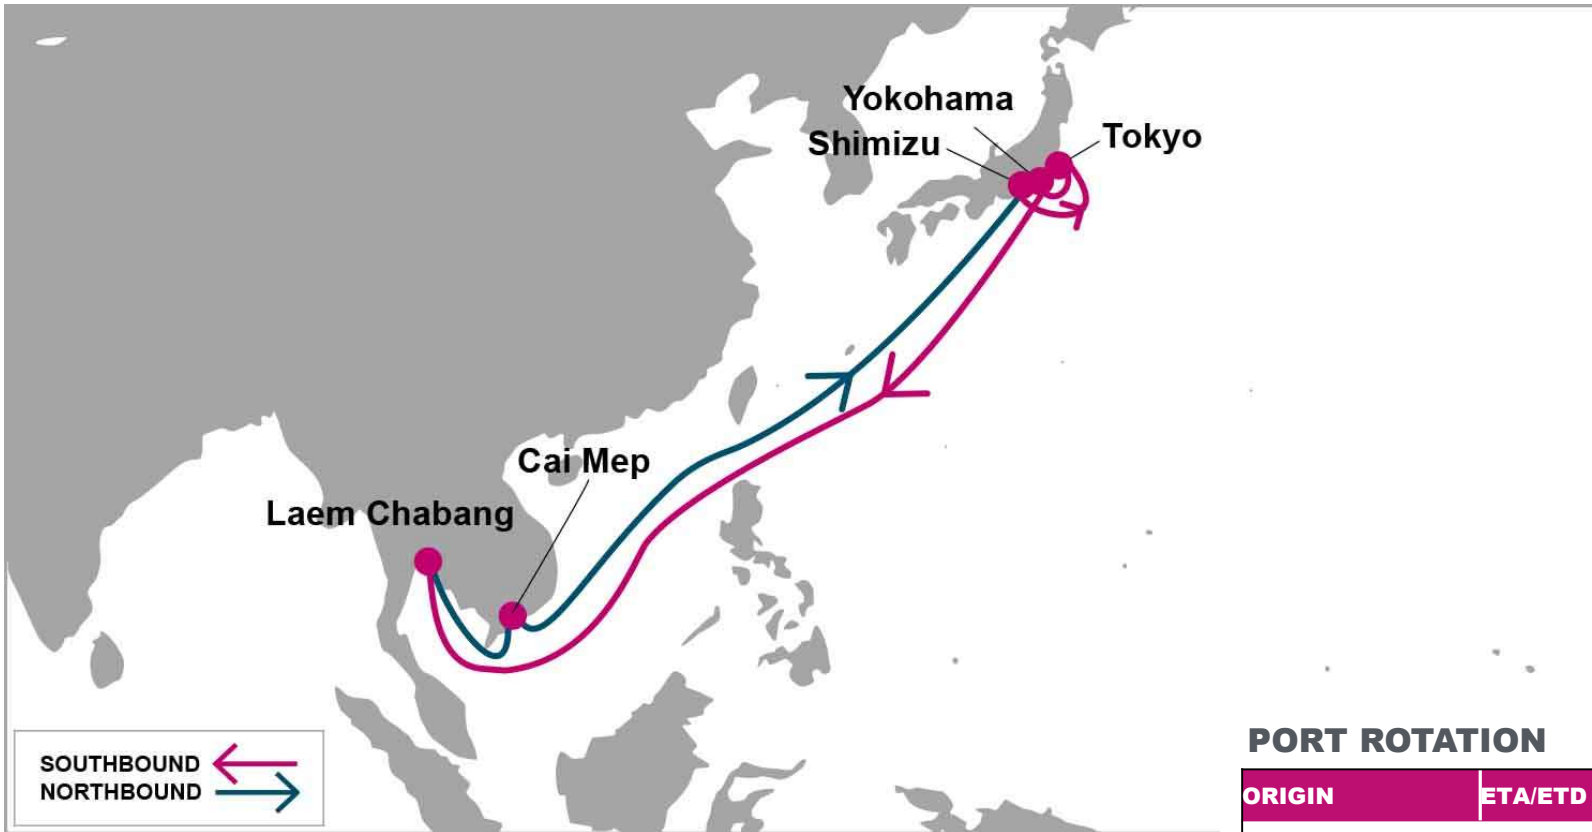 Yokohama
Shimizu
Tokyo
Cai Mep
Laem Chabang
SOUTHBOUND
NORTHBOUND
PORT ROTATION
ORIGIN ETA/ETD